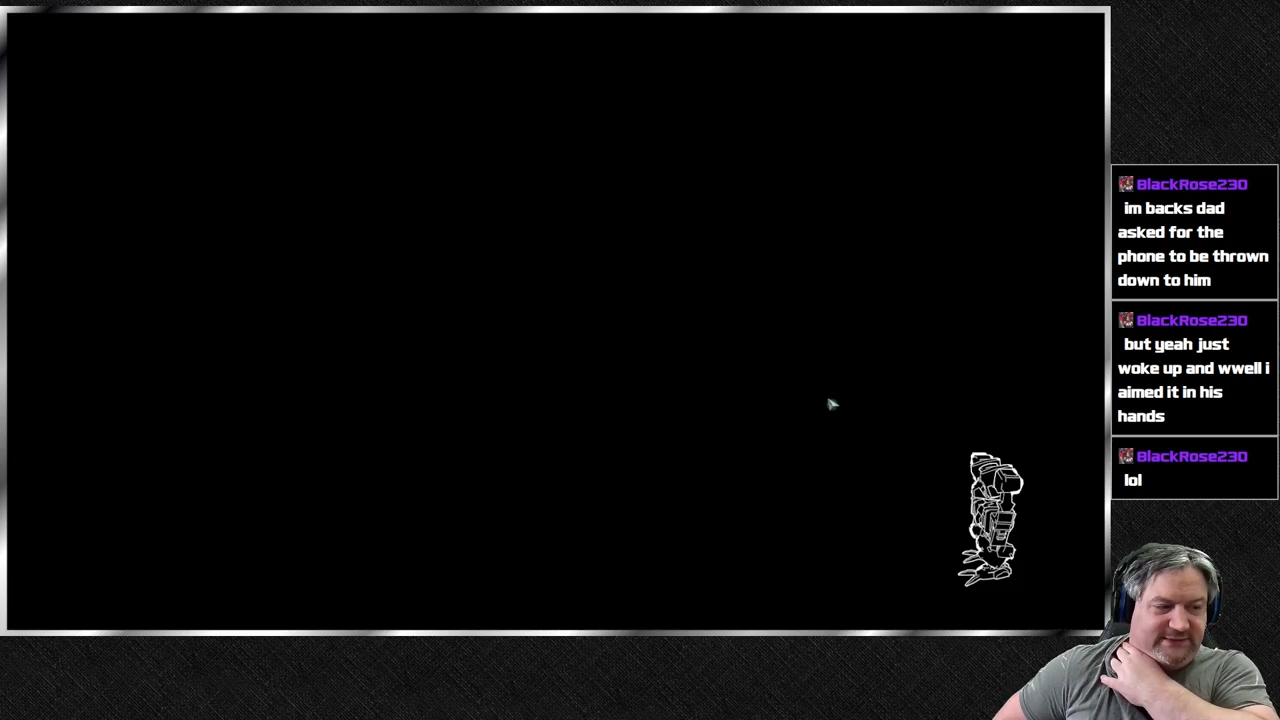 BlackRose230
im backs dad
asked for the
phone to be thrown
down to him
BlackRose230
but yeah just
woke up and wwell i
aimed it in his
hands
BlackRose230
lol